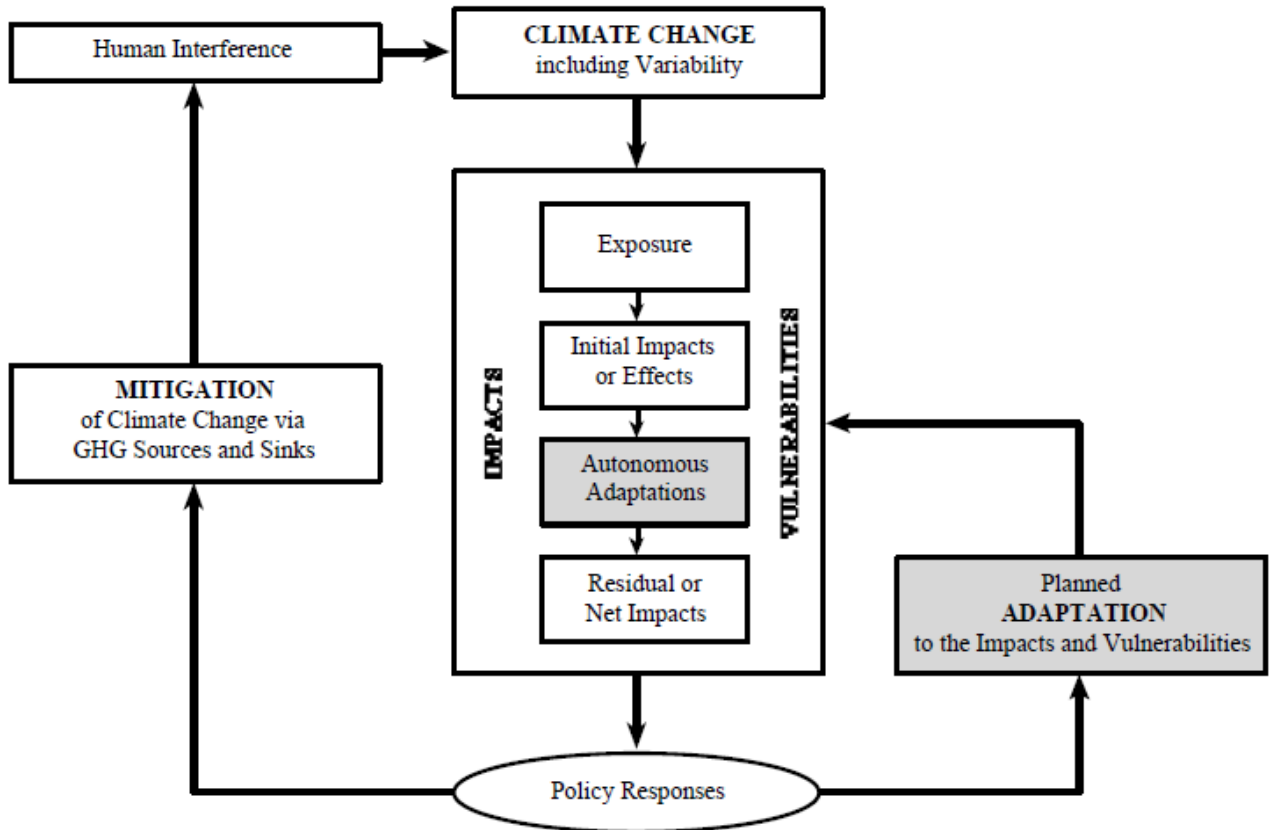 Human Interference
CLIMATE CHANGE
including Variability
Exposure
Initial Impacts
or Effects
IMPACTS
VULNERABILITIES
MITIGATION
of Climate Change via
GHG Sources and Sinks
Autonomous
Adaptations
Residual or
Net Impacts
Planned
ADAPTATION
to the Impacts and Vulnerabilities
Policy Responses